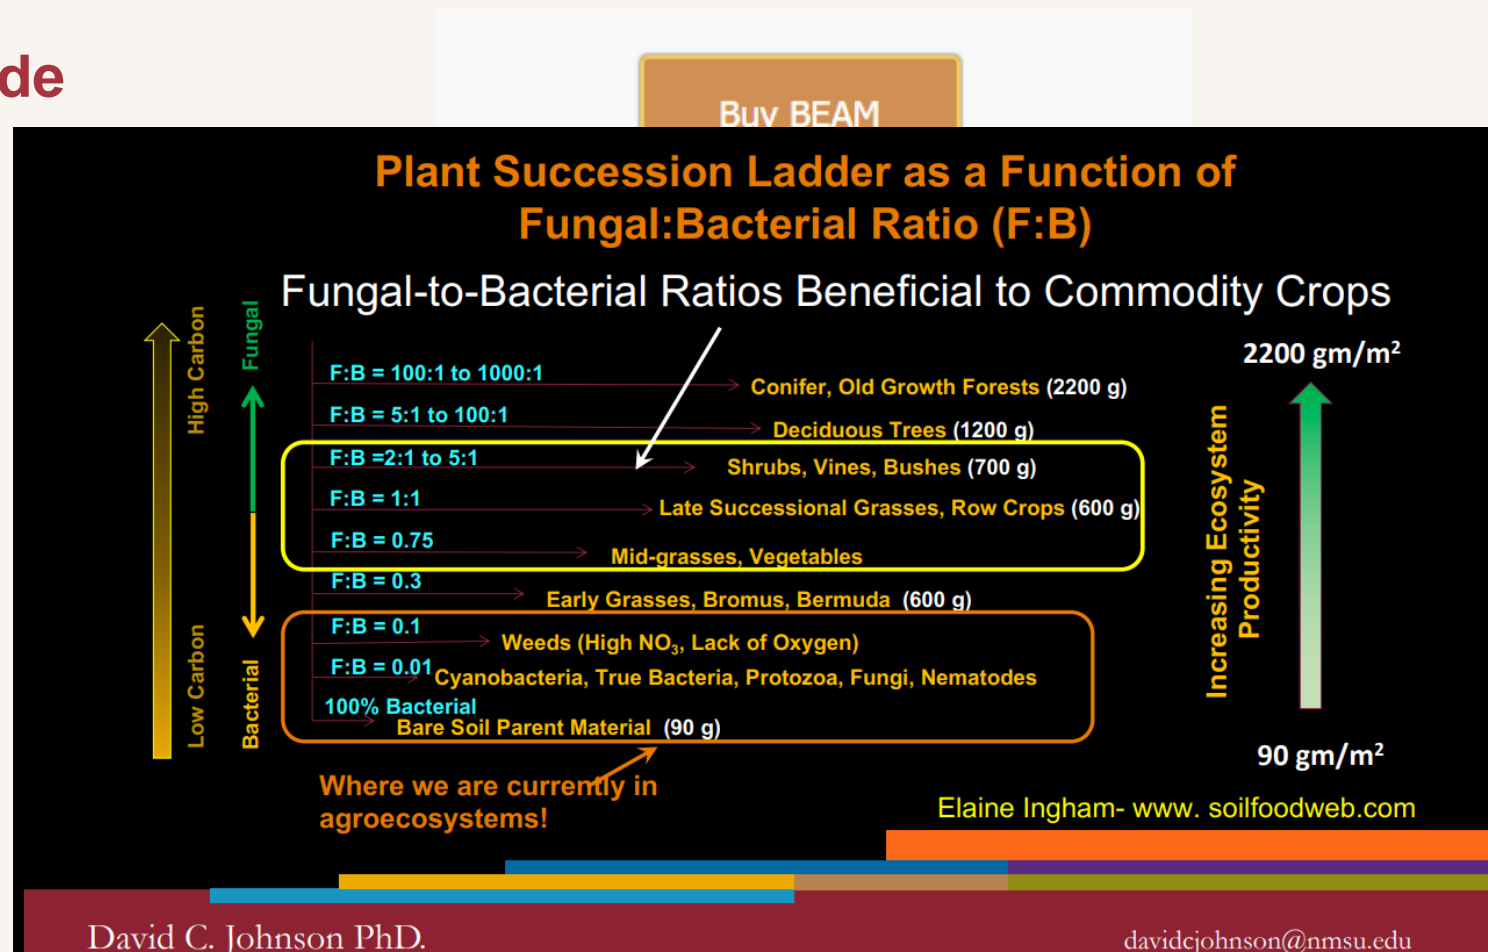 de
Buy BEAM
Plant Succession Ladder as a Function of
Fungal:Bacterial Ratio (F:B)
Fungal-to-Bacterial Ratios Beneficial to Commodity Crops
High Carbon
Low Carbon
Fungal
Bacterial
F:B = 100:1 to 1000:1
Conifer, Old Growth Forests (2200 g)
F:B = 5:1 to 100:1
Deciduous Trees (1200 g)
F:B =2:1 to 5:1
Shrubs, Vines, Bushes (700 g)
F:B = 1:1
Late Successional Grasses, Row Crops (600 g)
F:B = 0.75
Mid-grasses, Vegetables
F:B = 0.3
Early Grasses, Bromus, Bermuda (600 g)
F:B = 0.1
Weeds (High NO₃, Lack of Oxygen)
F:B = 0.01
Cyanobacteria, True Bacteria, Protozoa, Fungi, Nematodes
100% Bacterial
Bare Soil Parent Material (90 g)
2200 gm/m²
Increasing Ecosystem
Productivity
90 gm/m²
Where we are currently in
agroecosystems!
Elaine Ingham- www. soilfoodweb.com
David C. Johnson PhD.
davidcjohnson@nmsu.edu